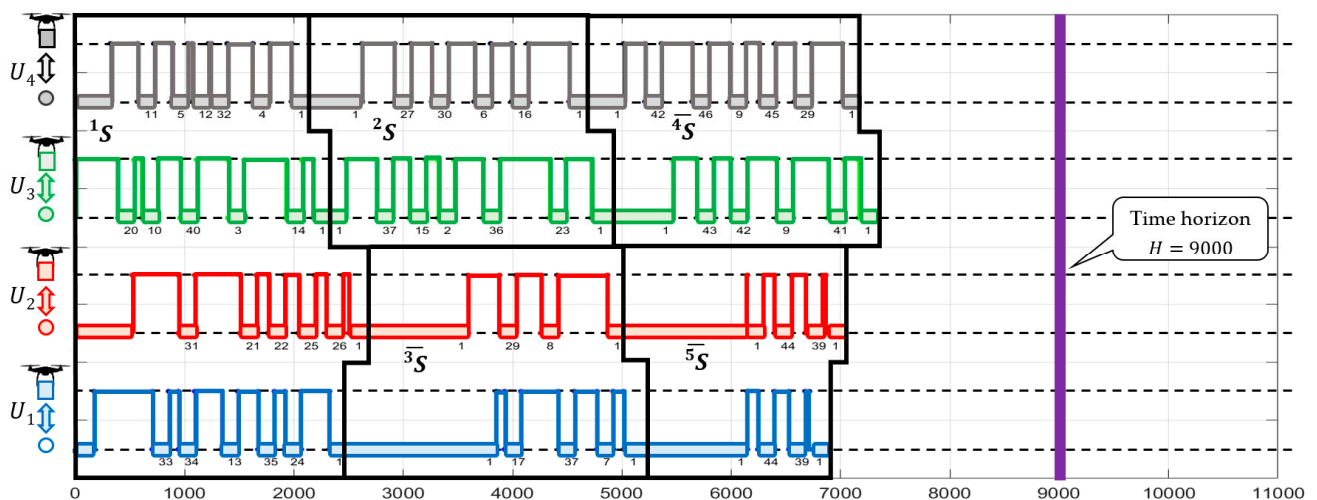 U4
11 5 12 32 4 1 1 27 30 6 16 1 1 42 46 9 45 29 1
1S 2S 4S
U3
20 10 40 3 14 1 1 37 15 2 36 23 1 1 43 42 9 41 1
Time horizon
H = 9000
U2
31 21 22 25 26 1 1 29 8 1 1 44 39 1
3S 5S
U1
33 34 13 35 24 1 1 17 37 7 1 1 44 39 1
0 1000 2000 3000 4000 5000 6000 7000 8000 9000 10000 11000